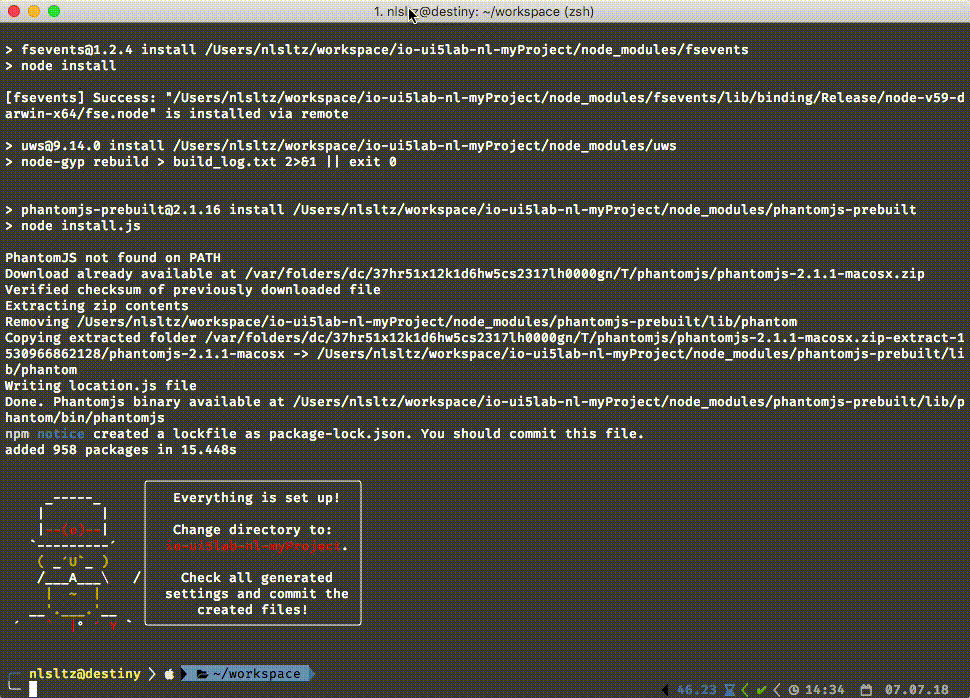 1. nlsltz@destiny: ~/workspace (zsh)
> fsevents@1.2.4 install /Users/nlsltz/workspace/io-ui5lab-nl-myProject/node_modules/fsevents
> node install
[fsevents] Success: "/Users/nlsltz/workspace/io-ui5lab-nl-myProject/node_modules/fsevents/lib/binding/Release/node-v59-d
arwin-x64/fse.node" is installed via remote
> uws@9.14.0 install /Users/nlsltz/workspace/io-ui5lab-nl-myProject/node_modules/uws
> node-gyp rebuild > build_log.txt 2>&1 || exit 0
> phantomjs-prebuilt@2.1.16 install /Users/nlsltz/workspace/io-ui5lab-nl-myProject/node_modules/phantomjs-prebuilt
> node install.js
PhantomJS not found on PATH
Download already available at /var/folders/dc/37hr51x12k1d6hw5cs2317lh0000gn/T/phantomjs/phantomjs-2.1.1-macosx.zip
Verified checksum of previously downloaded file
Extracting zip contents
Removing /Users/nlsltz/workspace/io-ui5lab-nl-myProject/node_modules/phantomjs-prebuilt/lib/phantom
Copying extracted folder /var/folders/dc/37hr51x12k1d6hw5cs2317lh0000gn/T/phantomjs/phantomjs-2.1.1-macosx.zip-extract-1
530966862128/phantomjs-2.1.1-macosx -> /Users/nlsltz/workspace/io-ui5lab-nl-myProject/node_modules/phantomjs-prebuilt/li
b/phantom
Writing location.js file
Done. Phantomjs binary available at /Users/nlsltz/workspace/io-ui5lab-nl-myProject/node_modules/phantomjs-prebuilt/lib/p
hantom/bin/phantomjs
npm notice created a lockfile as package-lock.json. You should commit this file.
added 958 packages in 15.448s
Everything is set up!
Change directory to:
io-ui5lab-nl-myProject.
Check all generated
settings and commit the
created files!
nlsltz@destiny ~/workspace
46.23 14:34 07.07.18